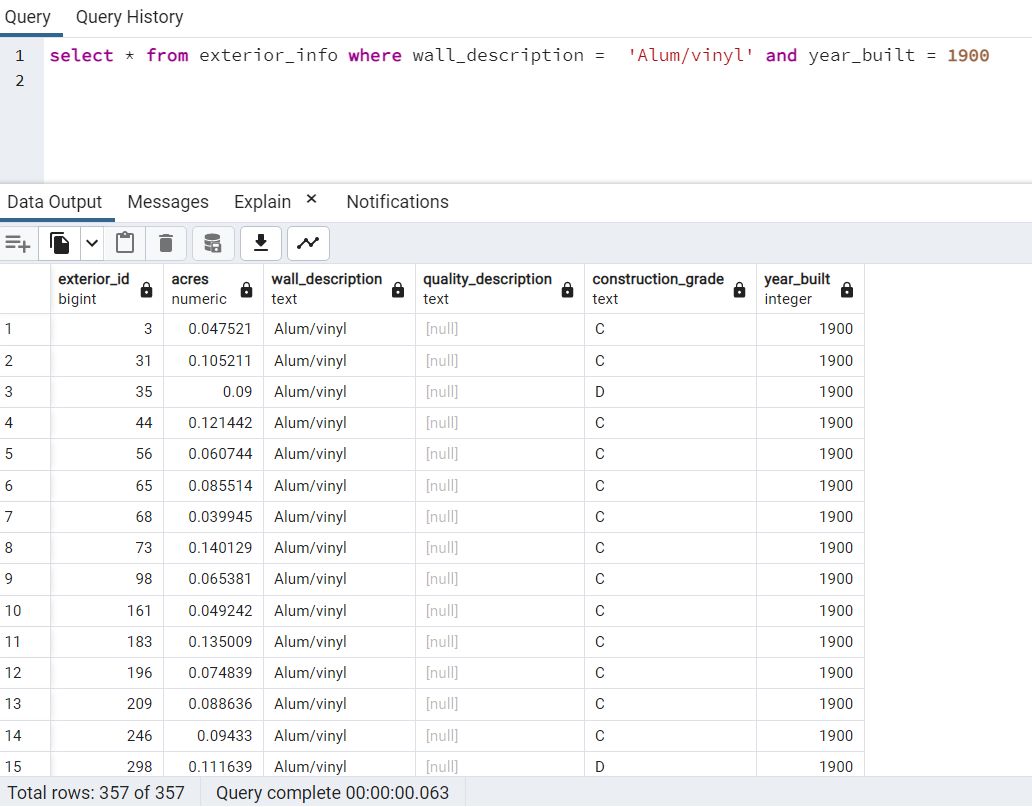 Query Query History
1 select * from exterior_info where wall_description =  'Alum/vinyl' and year_built = 1900
2
Data Output Messages Explain × Notifications
exterior_id acres wall_description quality_description construction_grade year_built
bigint numeric text text text integer
1 3 0.047521 Alum/vinyl [null] C 1900
2 31 0.105211 Alum/vinyl [null] C 1900
3 35 0.09 Alum/vinyl [null] D 1900
4 44 0.121442 Alum/vinyl [null] C 1900
5 56 0.060744 Alum/vinyl [null] C 1900
6 65 0.085514 Alum/vinyl [null] C 1900
7 68 0.039945 Alum/vinyl [null] C 1900
8 73 0.140129 Alum/vinyl [null] C 1900
9 98 0.065381 Alum/vinyl [null] C 1900
10 161 0.049242 Alum/vinyl [null] C 1900
11 183 0.135009 Alum/vinyl [null] C 1900
12 196 0.074839 Alum/vinyl [null] C 1900
13 209 0.088636 Alum/vinyl [null] C 1900
14 246 0.09433 Alum/vinyl [null] C 1900
15 298 0.111639 Alum/vinyl [null] D 1900
Total rows: 357 of 357 Query complete 00:00:00.063